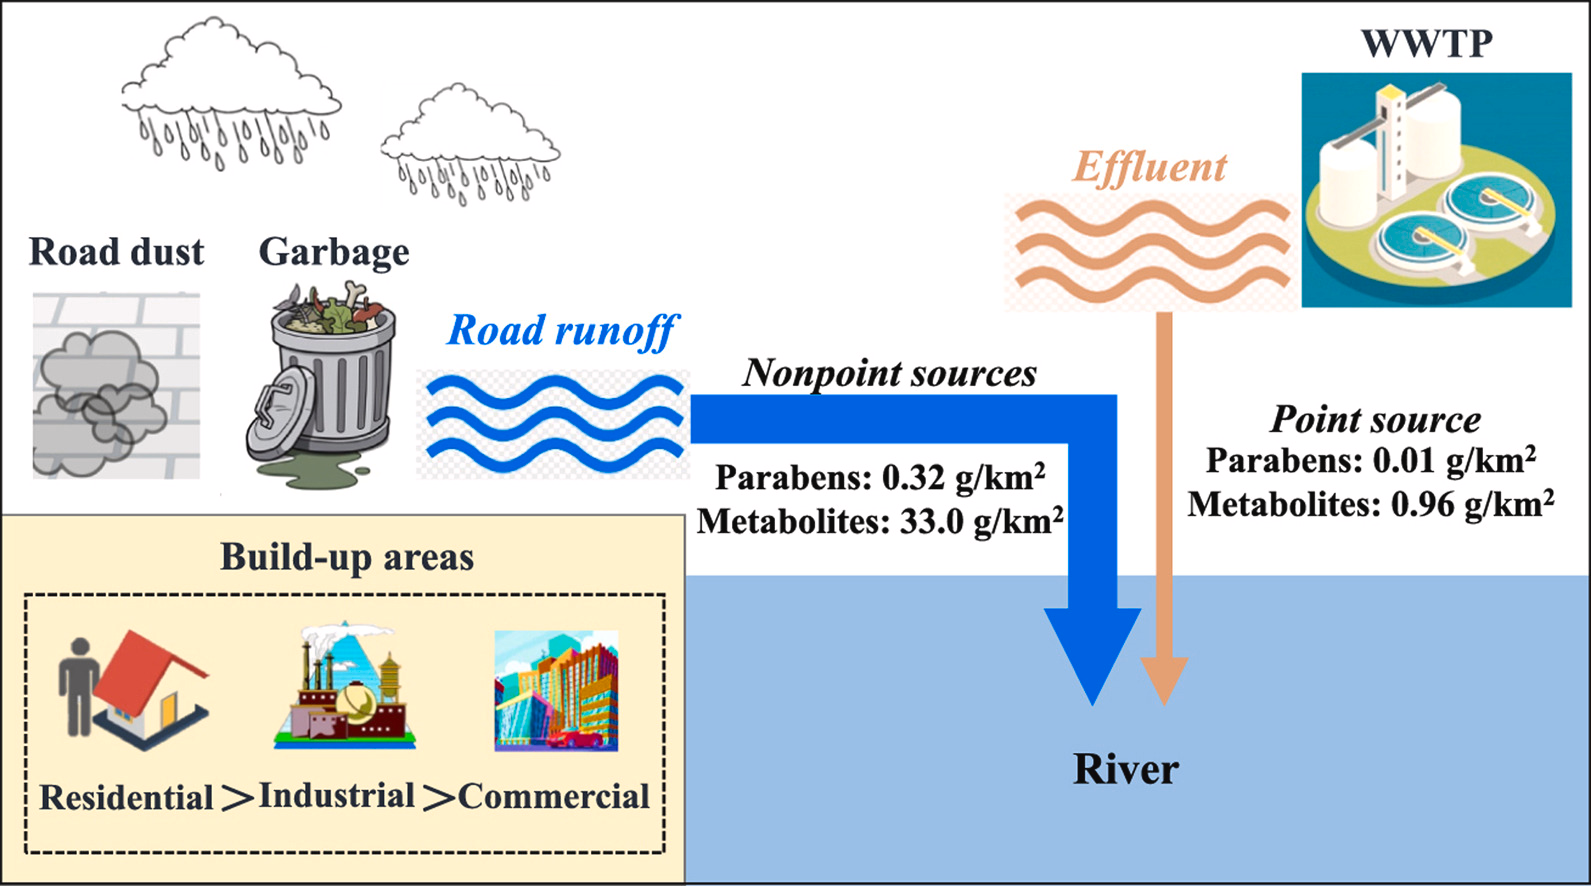 WWTP
Effluent
Road dust
Garbage
Road runoff
Nonpoint sources
Parabens: 0.32 g/km²
Metabolites: 33.0 g/km²
Point source
Parabens: 0.01 g/km²
Metabolites: 0.96 g/km²
Build-up areas
Residential > Industrial > Commercial
River